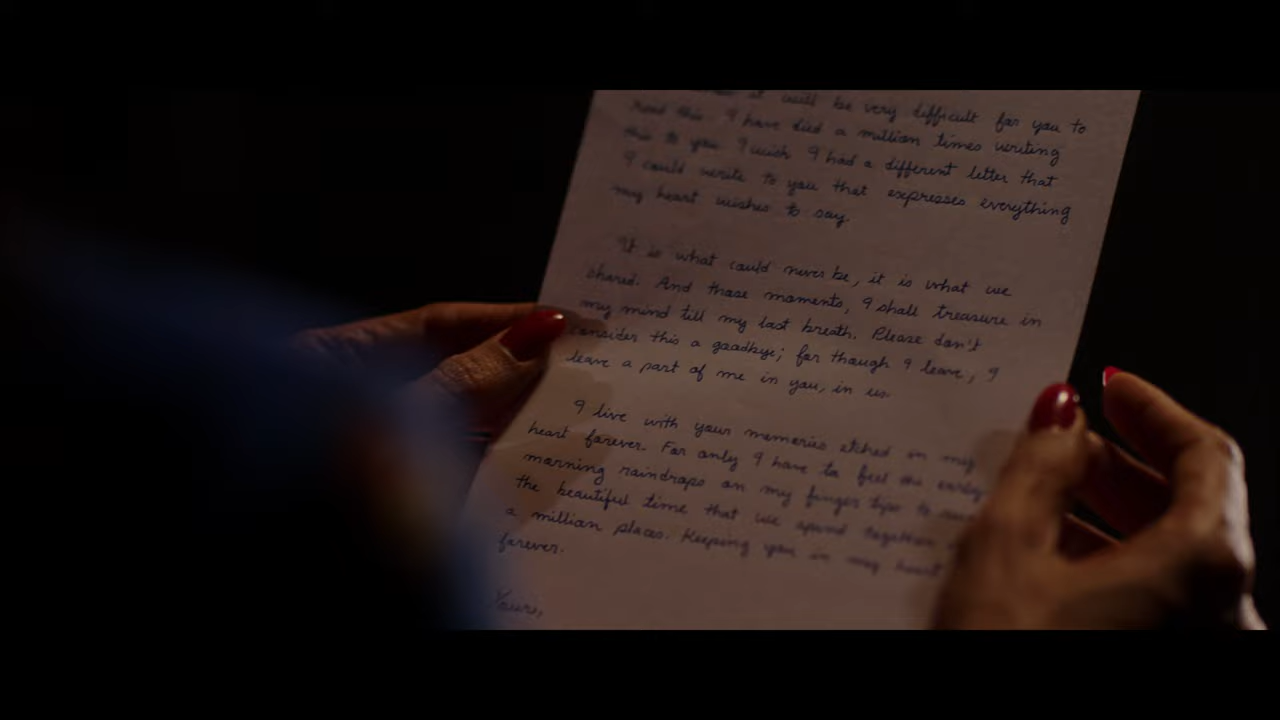 it will be very difficult for you to
read this. I have died a million times writing
this to you. I wish I had a different letter that
I could write to you that expresses everything
my heart wishes to say.
It is what could never be, it is what we
shared. And those moments, I shall treasure in
my mind till my last breath. Please don't
consider this a goodbye; for though I leave, I
leave a part of me in you, in us.
I live with your memories etched in my
heart forever. For only I have to feel the early
morning raindrops on my finger tips to
the beautiful time that we spend together
a million places. Keeping you in my heart
forever.
Yours,